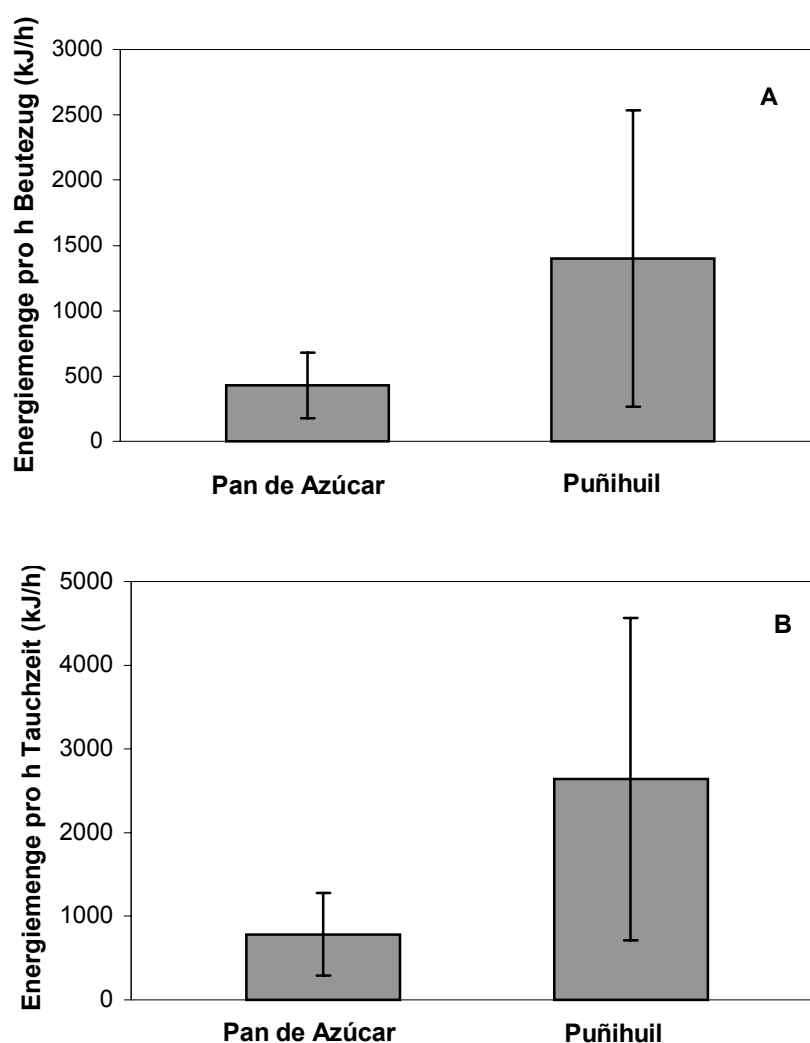 Energiemenge pro h Beutezug (kJ/h)
3000
2500
2000
1500
1000
500
0
A
Pan de Azúcar
Puñihuil
Energiemenge pro h Tauchzeit (kJ/h)
5000
4000
3000
2000
1000
0
B
Pan de Azúcar
Puñihuil